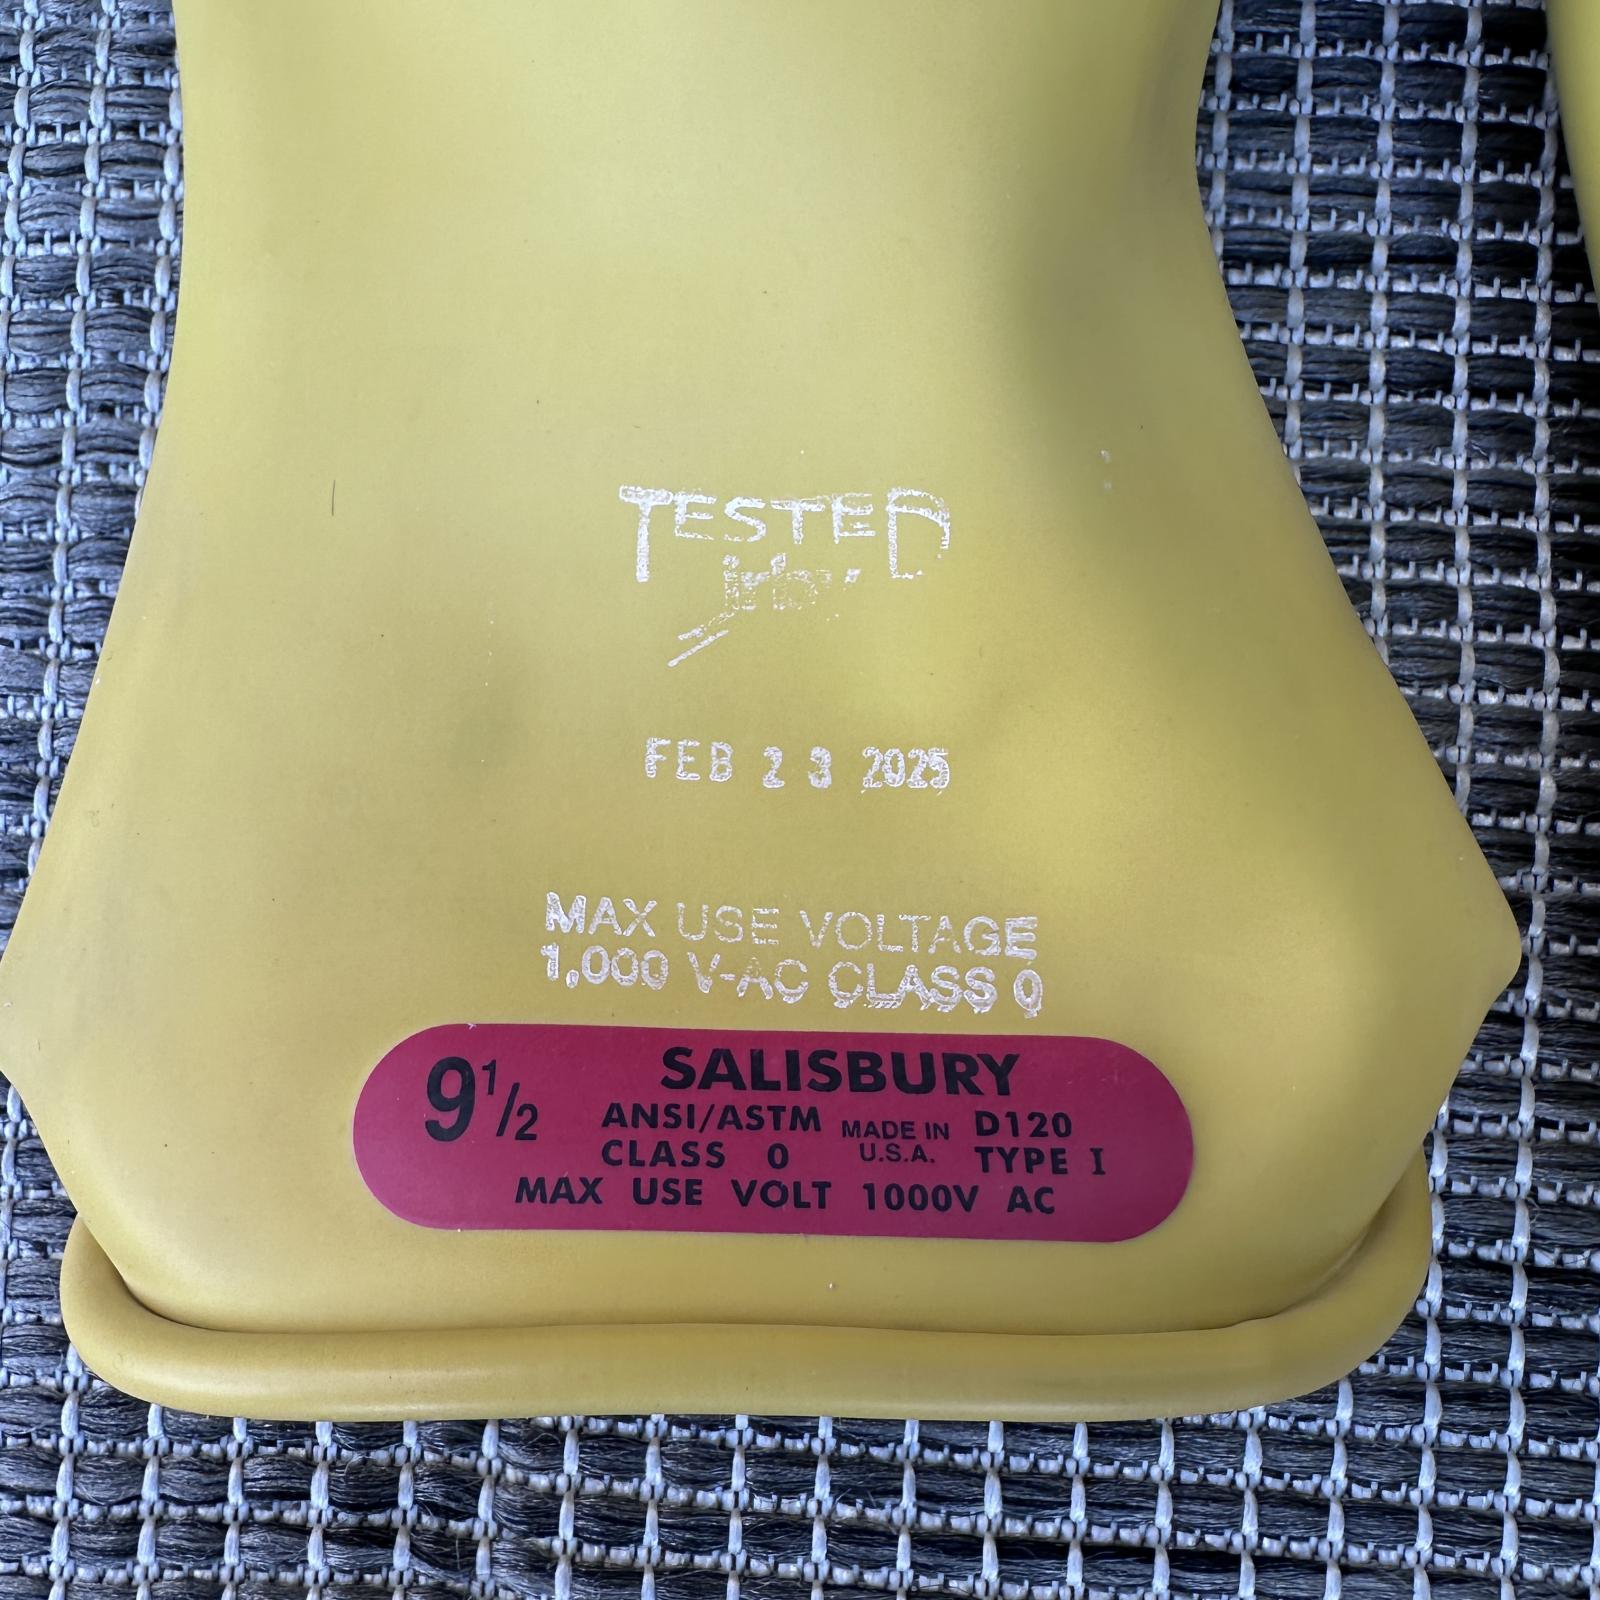 TESTED
FEB 23 2025
MAX USE VOLTAGE
1,000 V-AC CLASS 0
9 1/2
SALISBURY
ANSI/ASTM MADE IN D120
CLASS 0 U.S.A. TYPE I
MAX USE VOLT 1000V AC